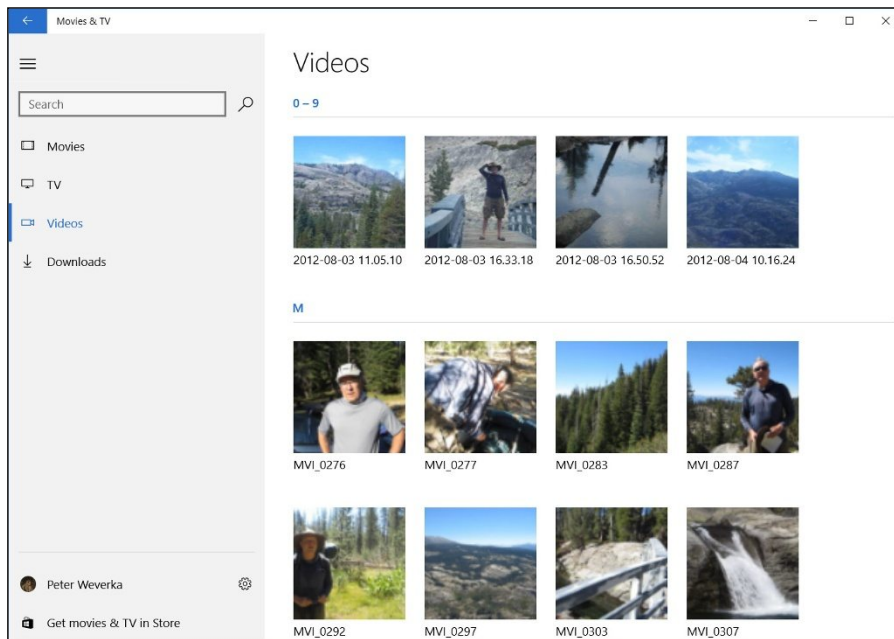 Movies & TV
Search
Movies
TV
Videos
Downloads
Peter Weverka
Get movies & TV in Store
Videos
0 – 9
2012-08-03 11.05.10
2012-08-03 16.33.18
2012-08-03 16.50.52
2012-08-04 10.16.24
M
MVI_0276
MVI_0277
MVI_0283
MVI_0287
MVI_0292
MVI_0297
MVI_0303
MVI_0307